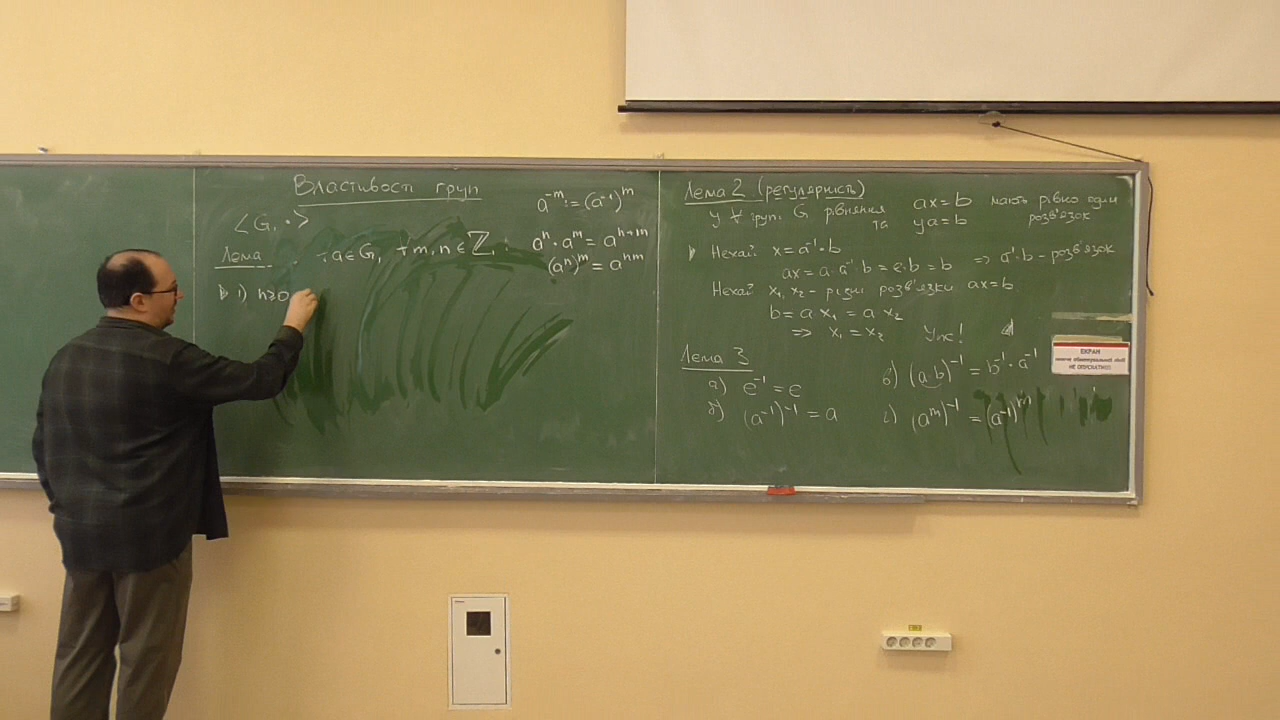 Властивості груп
⟨G, ·⟩
a⁻ᵐ := (a⁻¹)ᵐ
Лема ∀a∈G, ∀m,n∈ℤ: aⁿ·aᵐ = aⁿ⁺ᵐ
(aⁿ)ᵐ = aⁿᵐ
1) n≥0
Лема 2 (регулярність)
У ∀ груп. G рівняння ax=b та ya=b мають рівно один розв'язок
Нехай x = a⁻¹·b
ax = a·a⁻¹·b = e·b = b ⇒ a⁻¹·b – розв'язок
Нехай x₁, x₂ – різні розв'язки ax=b
b = a·x₁ = a·x₂
⇒ x₁ = x₂
Лема 3
а) e⁻¹ = e
б) (a⁻¹)⁻¹ = a
в) (a·b)⁻¹ = b⁻¹·a⁻¹
г) (aᵐ)⁻¹ = (a⁻¹)ᵐ
ЕКРАН
НЕ ОПУСКАТИ!!!